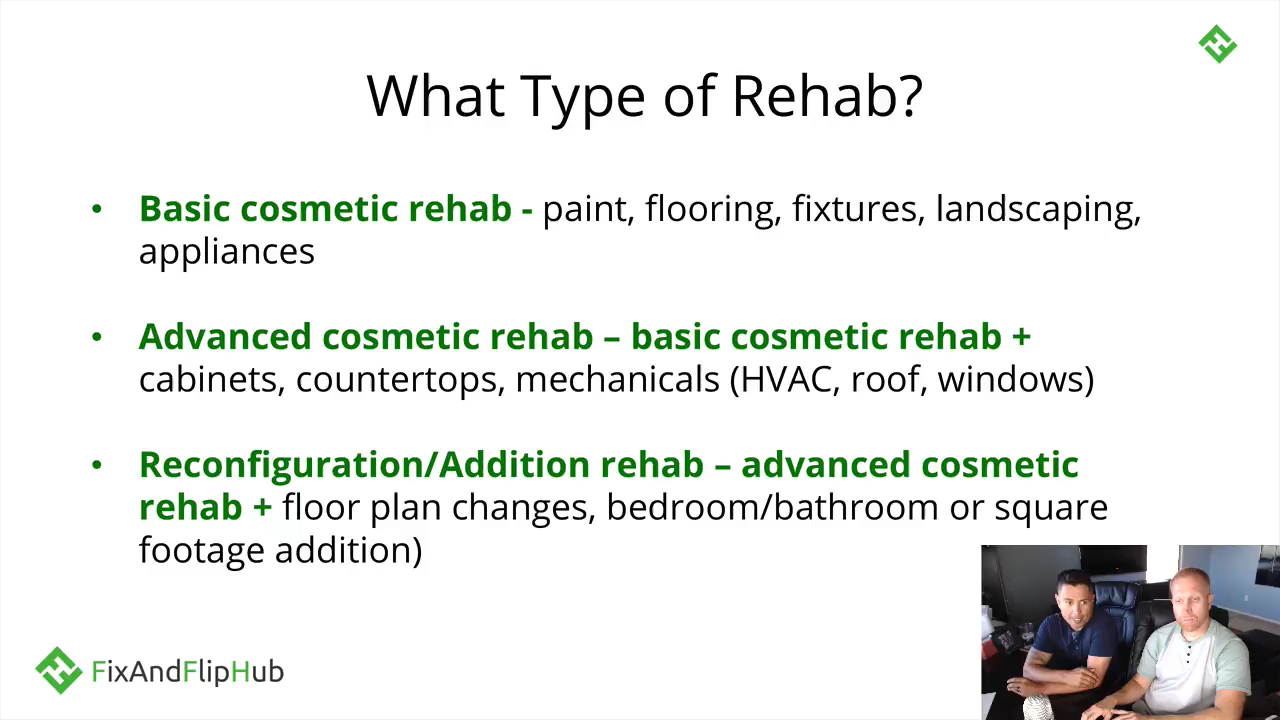 What Type of Rehab?
• Basic cosmetic rehab - paint, flooring, fixtures, landscaping,
appliances
• Advanced cosmetic rehab – basic cosmetic rehab +
cabinets, countertops, mechanicals (HVAC, roof, windows)
• Reconfiguration/Addition rehab – advanced cosmetic
rehab + floor plan changes, bedroom/bathroom or square
footage addition)
FixAndFlipHub